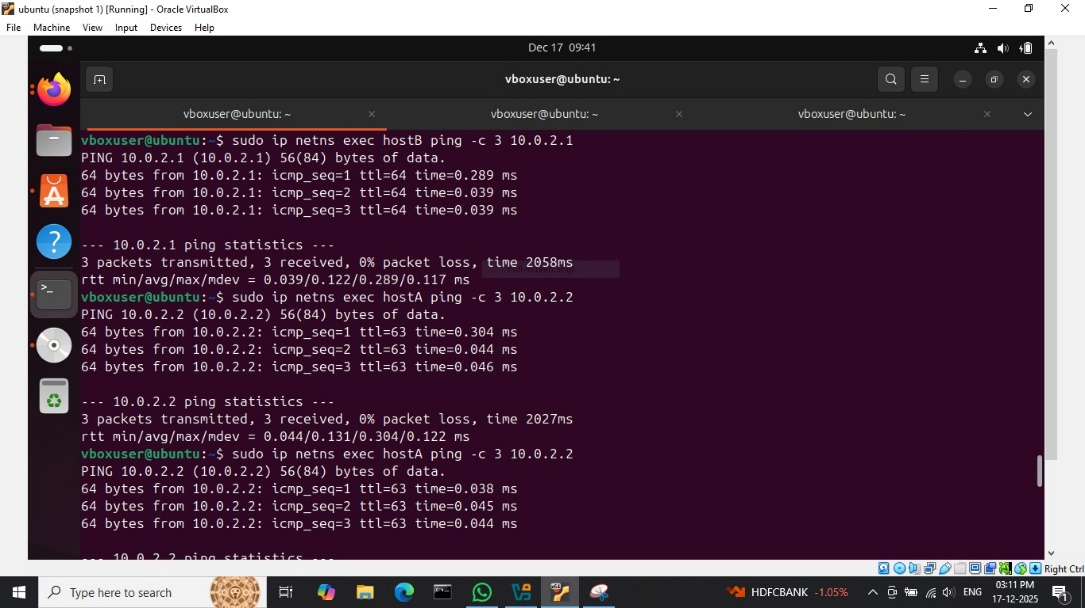 ubuntu (snapshot 1) [Running] - Oracle VirtualBox
File Machine View Input Devices Help
Dec 17 09:41
vboxuser@ubuntu: ~
vboxuser@ubuntu: ~ vboxuser@ubuntu: ~ vboxuser@ubuntu: ~
vboxuser@ubuntu:~$ sudo ip netns exec hostB ping -c 3 10.0.2.1
PING 10.0.2.1 (10.0.2.1) 56(84) bytes of data.
64 bytes from 10.0.2.1: icmp_seq=1 ttl=64 time=0.289 ms
64 bytes from 10.0.2.1: icmp_seq=2 ttl=64 time=0.039 ms
64 bytes from 10.0.2.1: icmp_seq=3 ttl=64 time=0.039 ms
--- 10.0.2.1 ping statistics ---
3 packets transmitted, 3 received, 0% packet loss, time 2058ms
rtt min/avg/max/mdev = 0.039/0.122/0.289/0.117 ms
vboxuser@ubuntu:~$ sudo ip netns exec hostA ping -c 3 10.0.2.2
PING 10.0.2.2 (10.0.2.2) 56(84) bytes of data.
64 bytes from 10.0.2.2: icmp_seq=1 ttl=63 time=0.304 ms
64 bytes from 10.0.2.2: icmp_seq=2 ttl=63 time=0.044 ms
64 bytes from 10.0.2.2: icmp_seq=3 ttl=63 time=0.046 ms
--- 10.0.2.2 ping statistics ---
3 packets transmitted, 3 received, 0% packet loss, time 2027ms
rtt min/avg/max/mdev = 0.044/0.131/0.304/0.122 ms
vboxuser@ubuntu:~$ sudo ip netns exec hostA ping -c 3 10.0.2.2
PING 10.0.2.2 (10.0.2.2) 56(84) bytes of data.
64 bytes from 10.0.2.2: icmp_seq=1 ttl=63 time=0.038 ms
64 bytes from 10.0.2.2: icmp_seq=2 ttl=63 time=0.045 ms
64 bytes from 10.0.2.2: icmp_seq=3 ttl=63 time=0.044 ms
--- 10.0.2.2 ping statistics ---
Right Ctrl
Type here to search
HDFCBANK -1.05%
ENG
03:11 PM
17-12-2025